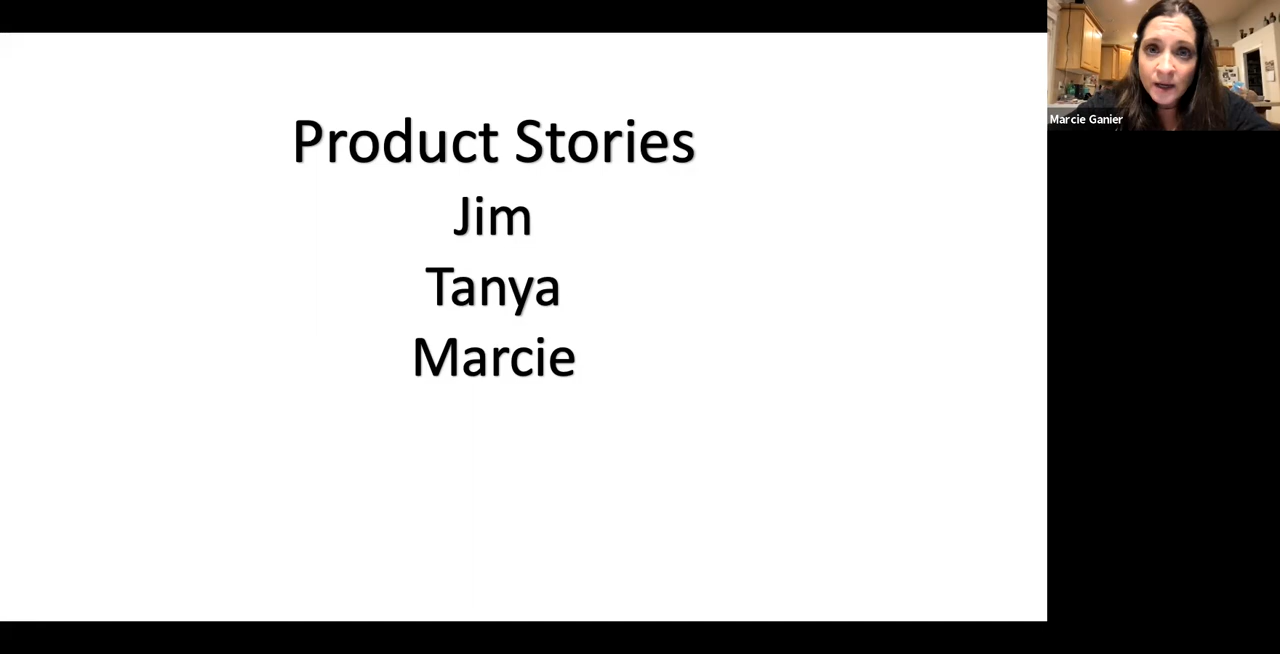 Product Stories
Jim
Tanya
Marcie
Marcie Ganier